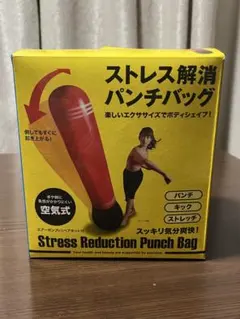 ストレス解消
パンチバッグ
楽しいエクササイズでボディシェイプ!
倒してもすぐに
起き上がる!
空気式
パンチ
キック
ストレッチ
スッキリ気分爽快!
Stress Reduction Punch Bag